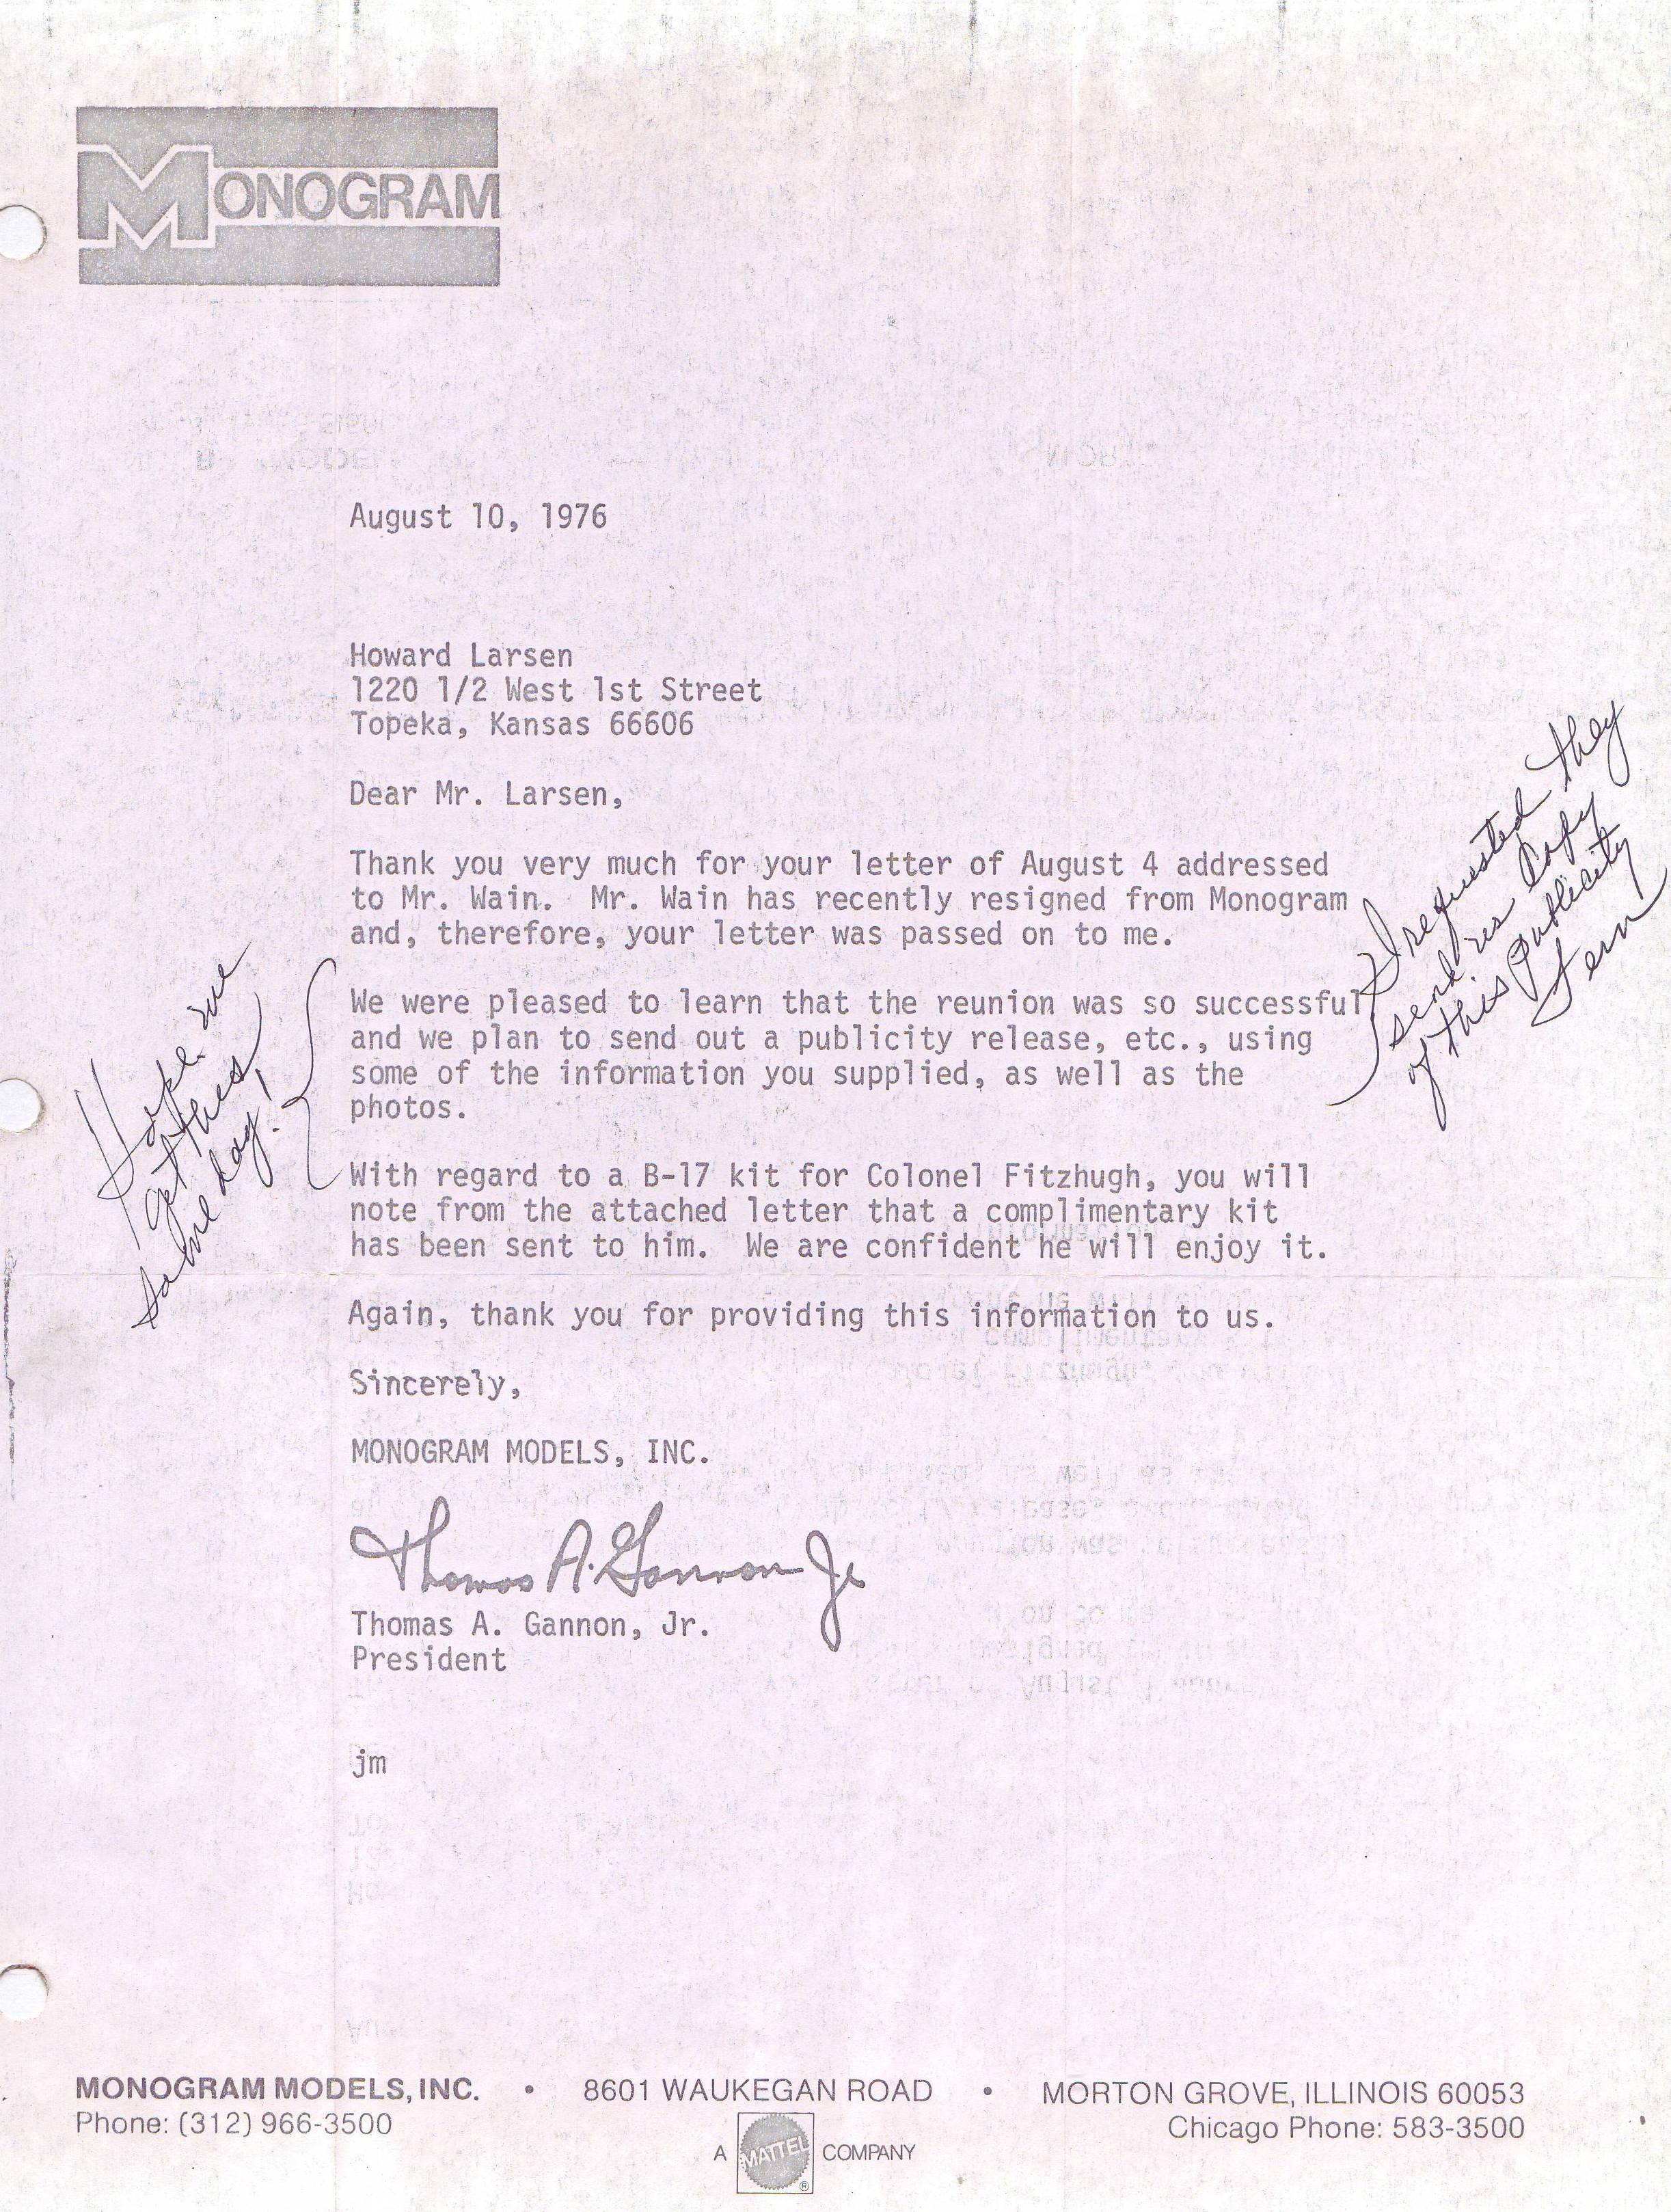 MONOGRAM
August 10, 1976
Howard Larsen
1220 1/2 West 1st Street
Topeka, Kansas 66606
Dear Mr. Larsen,
Thank you very much for your letter of August 4 addressed
to Mr. Wain.  Mr. Wain has recently resigned from Monogram
and, therefore, your letter was passed on to me.
We were pleased to learn that the reunion was so successful
and we plan to send out a publicity release, etc., using
some of the information you supplied, as well as the
photos.
I requested they
send us copy
of this publicity
Fern
Hope we
get these
some day!
With regard to a B-17 kit for Colonel Fitzhugh, you will
note from the attached letter that a complimentary kit
has been sent to him.  We are confident he will enjoy it.
Again, thank you for providing this information to us.
Sincerely,
MONOGRAM MODELS, INC.
Thomas A. Gannon Jr
Thomas A. Gannon, Jr.
President
jm
MONOGRAM MODELS, INC. • 8601 WAUKEGAN ROAD • MORTON GROVE, ILLINOIS 60053
Phone: (312) 966-3500 Chicago Phone: 583-3500
A MATTEL ® COMPANY